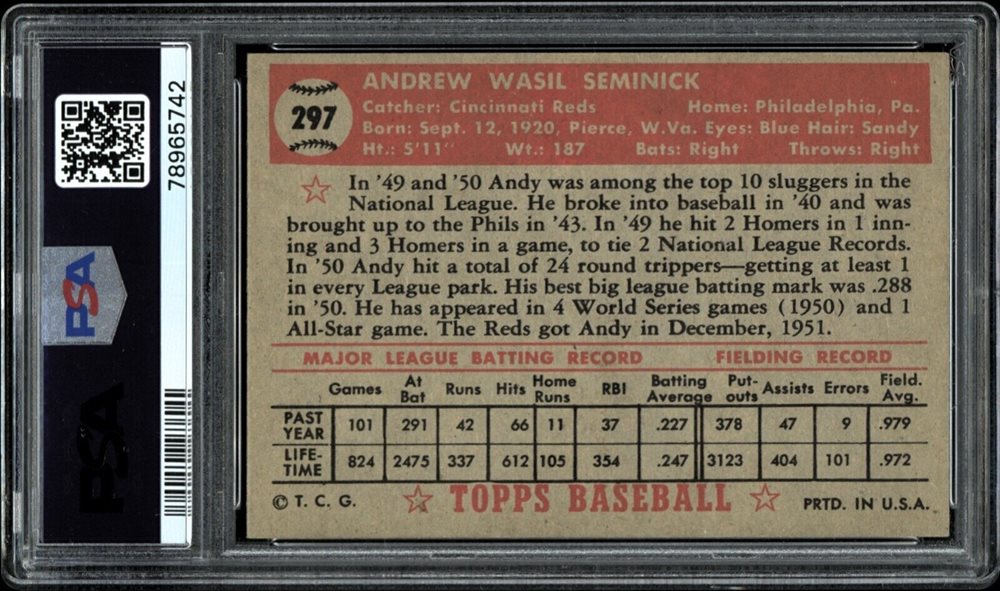 78965742
PSA
PSA
297
ANDREW WASIL SEMINICK
Catcher: Cincinnati Reds Home: Philadelphia, Pa.
Born: Sept. 12, 1920, Pierce, W.Va. Eyes: Blue Hair: Sandy
Ht.: 5'11" Wt.: 187 Bats: Right Throws: Right
In '49 and '50 Andy was among the top 10 sluggers in the
National League. He broke into baseball in '40 and was
brought up to the Phils in '43. In '49 he hit 2 Homers in 1 inn-
ing and 3 Homers in a game, to tie 2 National League Records.
In '50 Andy hit a total of 24 round trippers—getting at least 1
in every League park. His best big league batting mark was .288
in '50. He has appeared in 4 World Series games (1950) and 1
All-Star game. The Reds got Andy in December, 1951.
MAJOR LEAGUE BATTING RECORD FIELDING RECORD
Games At Bat Runs Hits Home Runs RBI Batting Average Put-outs Assists Errors Field. Avg.
PAST YEAR 101 291 42 66 11 37 .227 378 47 9 .979
LIFE-TIME 824 2475 337 612 105 354 .247 3123 404 101 .972
© T. C. G. TOPPS BASEBALL PRTD. IN U.S.A.